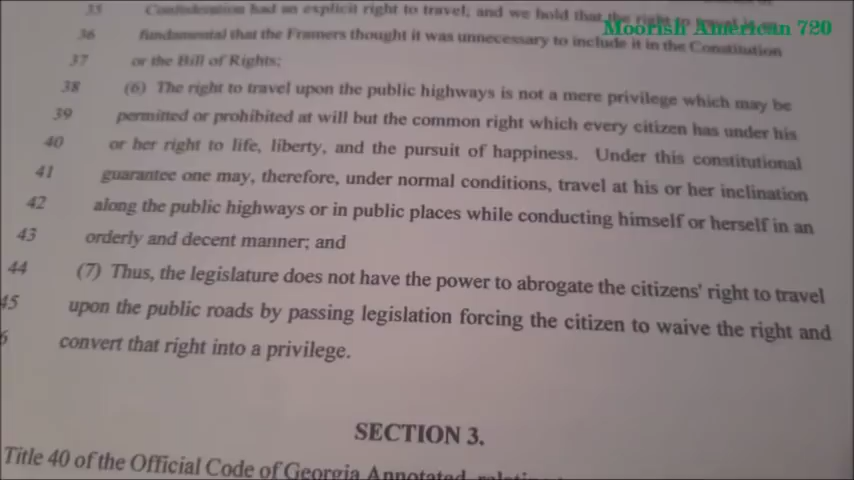 Moorish American 720
35 Confederation had an explicit right to travel; and we hold that the right to travel is so
36 fundamental that the Framers thought it was unnecessary to include it in the Constitution
37 or the Bill of Rights;
38 (6) The right to travel upon the public highways is not a mere privilege which may be
39 permitted or prohibited at will but the common right which every citizen has under his
40 or her right to life, liberty, and the pursuit of happiness. Under this constitutional
41 guarantee one may, therefore, under normal conditions, travel at his or her inclination
42 along the public highways or in public places while conducting himself or herself in an
43 orderly and decent manner; and
44 (7) Thus, the legislature does not have the power to abrogate the citizens' right to travel
45 upon the public roads by passing legislation forcing the citizen to waive the right and
6 convert that right into a privilege.
SECTION 3.
Title 40 of the Official Code of Georgia Annotated,